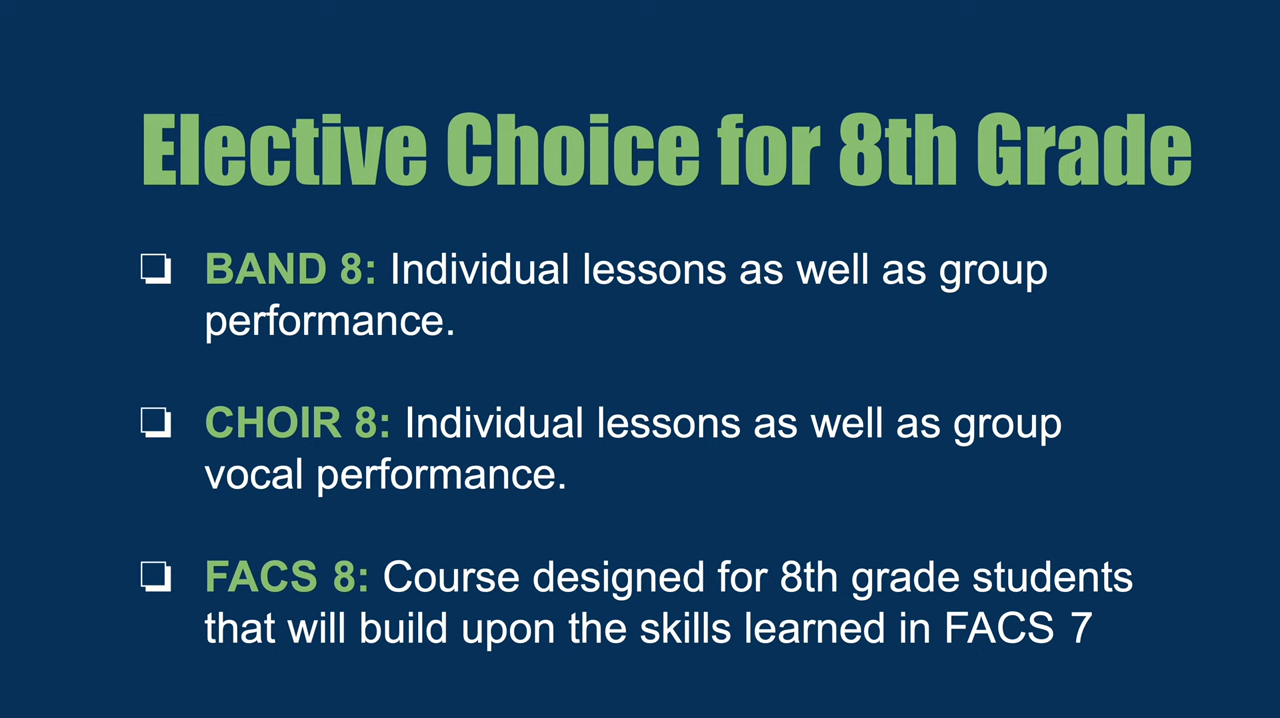 Elective Choice for 8th Grade
❏ BAND 8: Individual lessons as well as group
performance.
❏ CHOIR 8: Individual lessons as well as group
vocal performance.
❏ FACS 8: Course designed for 8th grade students
that will build upon the skills learned in FACS 7